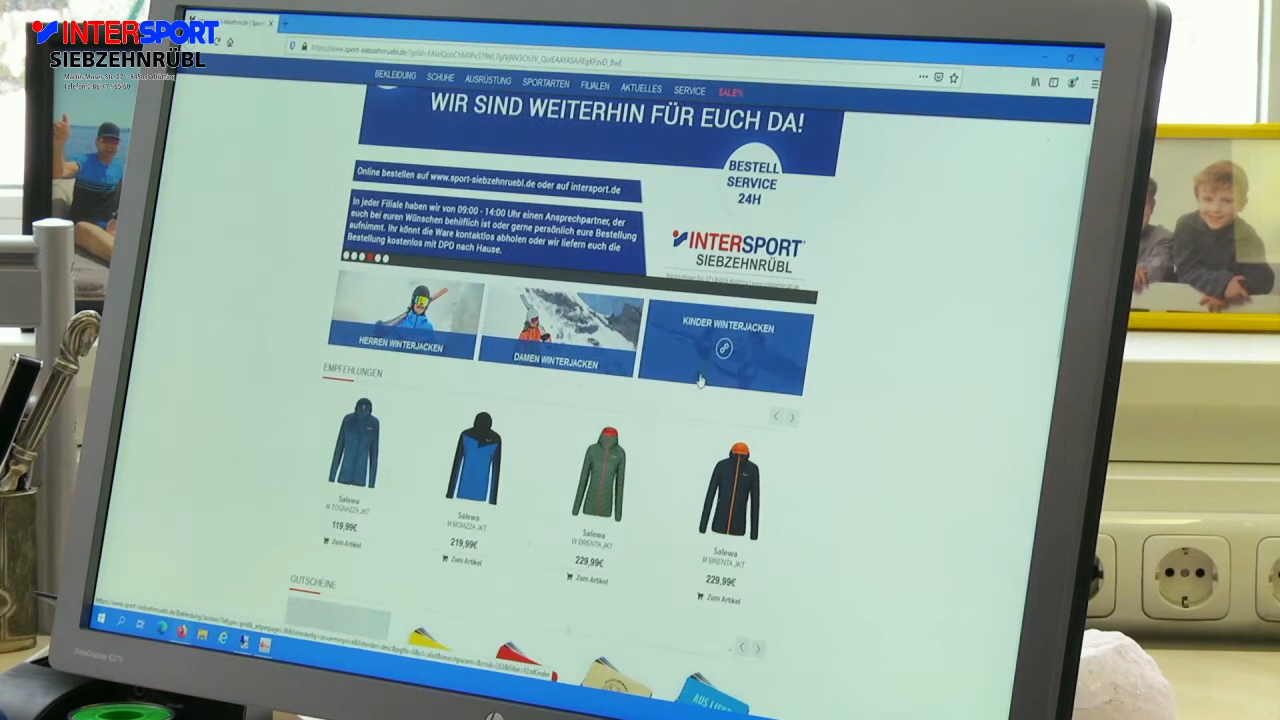 INTERSPORT
SIEBZEHNRÜBL
BEKLEIDUNG SCHUHE AUSRÜSTUNG SPORTARTEN FILIALEN AKTUELLES SERVICE SALE%
WIR SIND WEITERHIN FÜR EUCH DA!
BESTELL
SERVICE
24H
Online bestellen auf www.sport-siebzehnruebl.de oder auf intersport.de
In jeder Filiale haben wir von 09:00 - 14:00 Uhr einen Ansprechpartner, der
euch bei euren Wünschen behilflich ist oder gerne persönlich eure Bestellung
aufnimmt. Ihr könnt die Ware kontaktlos abholen oder wir liefern euch die
Bestellung kostenlos mit DPD nach Hause.
INTERSPORT
SIEBZEHNRÜBL
HERREN WINTERJACKEN
DAMEN WINTERJACKEN
KINDER WINTERJACKEN
EMPFEHLUNGEN
Salewa
M TOGNAZZA JKT
119,99€
Zum Artikel
Salewa
M MOIAZZA JKT
219,99€
Zum Artikel
Salewa
W BRENTA JKT
229,99€
Zum Artikel
Salewa
M BRENTA JKT
229,99€
Zum Artikel
GUTSCHEINE
EliteDisplay E273